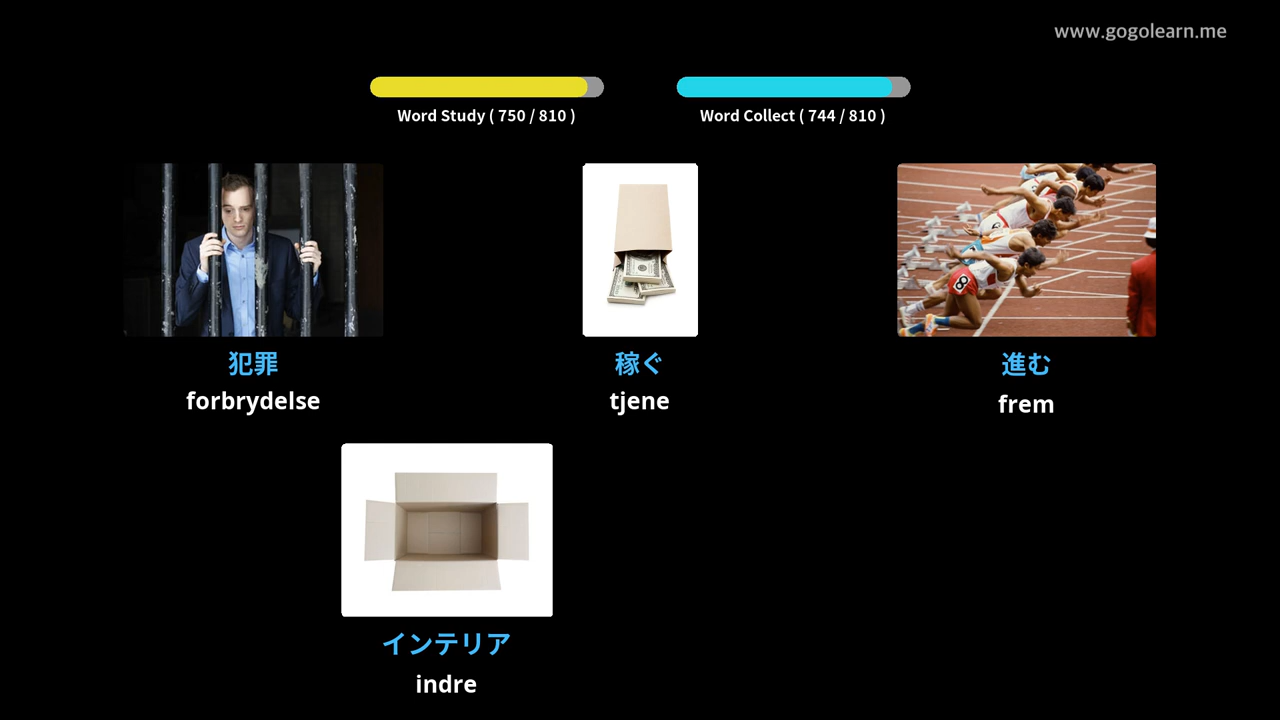 www.gogolearn.me
Word Study ( 750 / 810 )
Word Collect ( 744 / 810 )
犯罪
forbrydelse
稼ぐ
tjene
進む
frem
インテリア
indre